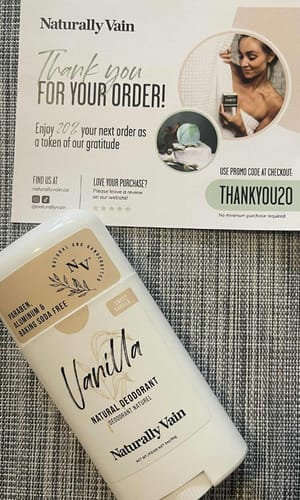 Naturally Vain
Thank you
FOR YOUR ORDER!
Enjoy 20% your next order as
a token of our gratitude
FIND US AT
naturallyvain.ca
@naturallyvain
LOVE YOUR PURCHASE?
Please leave a review
on our website!
USE PROMO CODE AT CHECKOUT:
THANKYOU20
No minimum purchase required
NV
PARABEN,
ALUMINUM &
BAKING SODA FREE
SWEET
VANILLA
Vanilla
NATURAL DEODORANT
DÉODORANT NATUREL
Naturally Vain